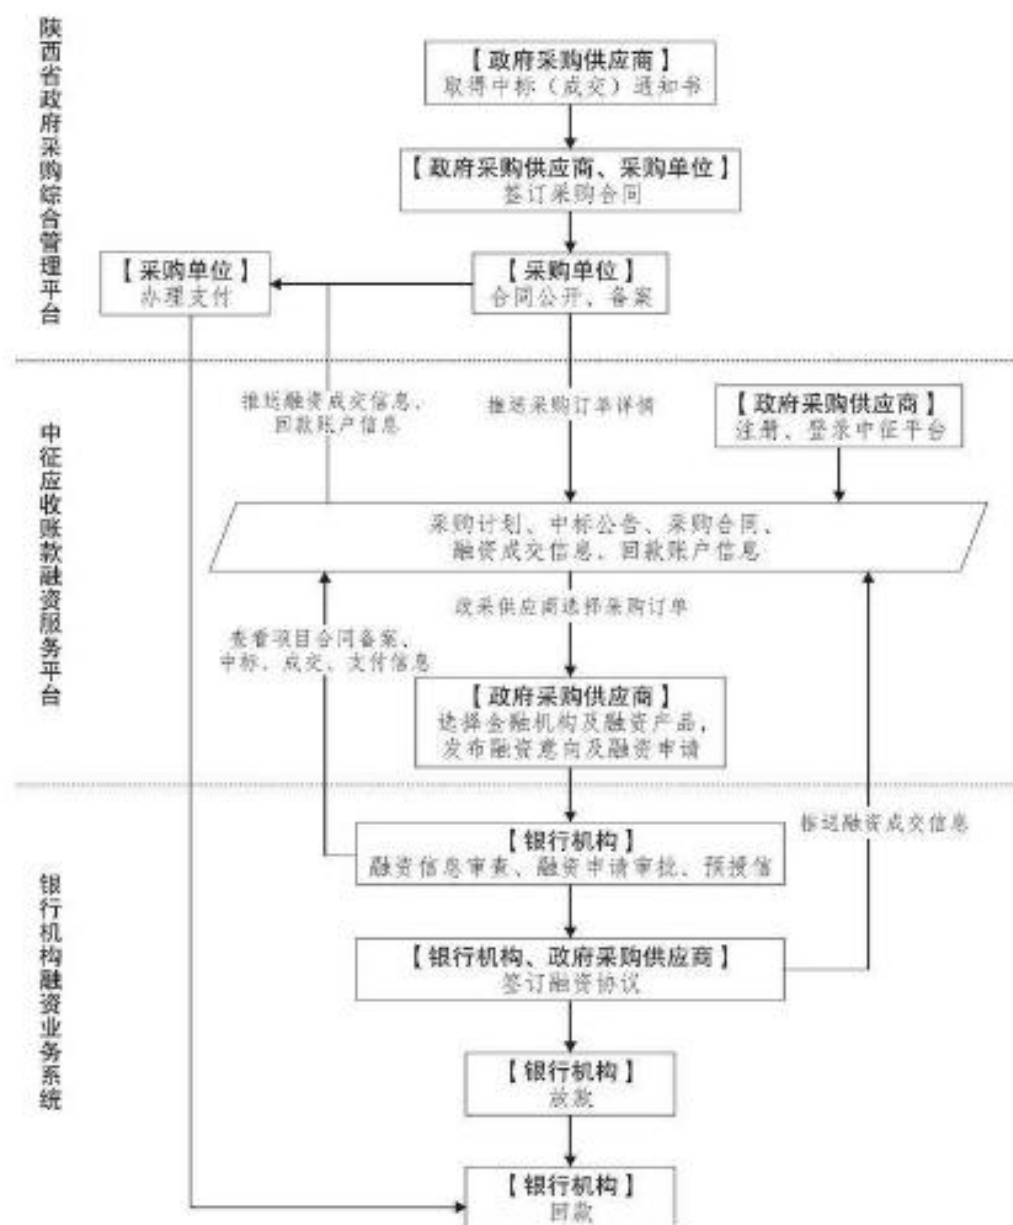 陕西省政府采购综合管理平台
【政府采购供应商】
取得中标（成交）通知书
【政府采购供应商、采购单位】
签订采购合同
【采购单位】
办理支付
【采购单位】
合同公开、备案
中征应收账款融资服务平台
推送融资成交信息、
回款账户信息
推送采购订单详情
【政府采购供应商】
注册、登录中征平台
采购计划、中标公告、采购合同、
融资成交信息、回款账户信息
政采供应商选择采购订单
查看项目合同备案、
中标、成交、支付信息
【政府采购供应商】
选择金融机构及融资产品，
发布融资意向及融资申请
银行机构融资业务系统
推送融资成交信息
【银行机构】
融资信息审查、融资申请审批、预授信
【银行机构、政府采购供应商】
签订融资协议
【银行机构】
放款
【银行机构】
回款